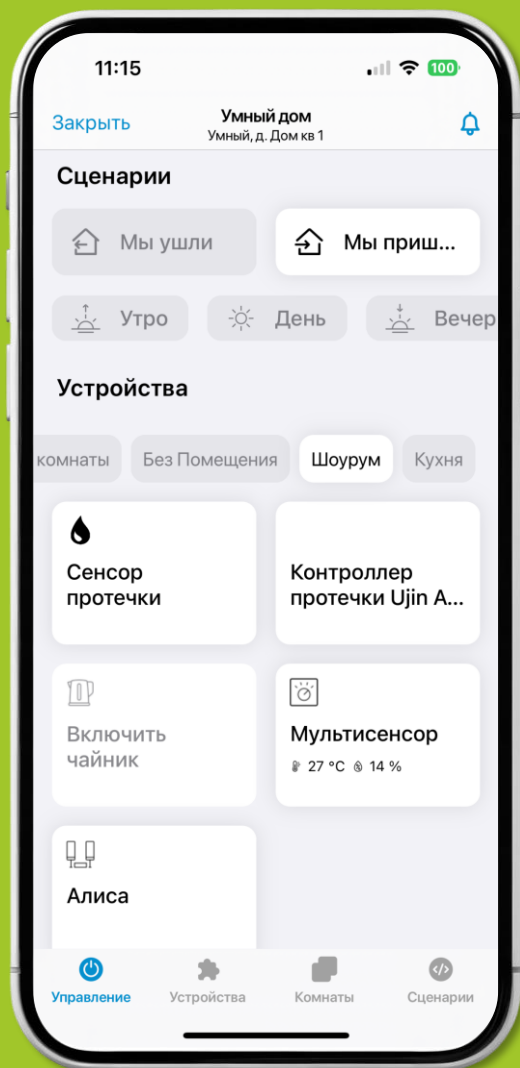 11:15
100
Закрыть
Умный дом
Умный, д. Дом кв 1
Сценарии
Мы ушли
Мы приш...
Утро
День
Вечер
Устройства
комнаты
Без Помещения
Шоурум
Кухня
Сенсор
протечки
Контроллер
протечки Ujin A...
Включить
чайник
Мультисенсор
27 °C
14 %
Алиса
Управление
Устройства
Комнаты
Сценарии